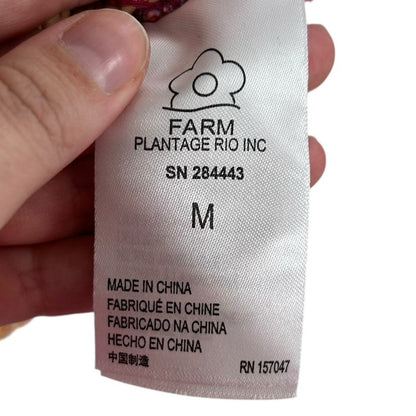 FARM
PLANTAGE RIO INC
SN 284443
M
MADE IN CHINA
FABRIQUÉ EN CHINE
FABRICADO NA CHINA
HECHO EN CHINA
中国制造
RN 157047